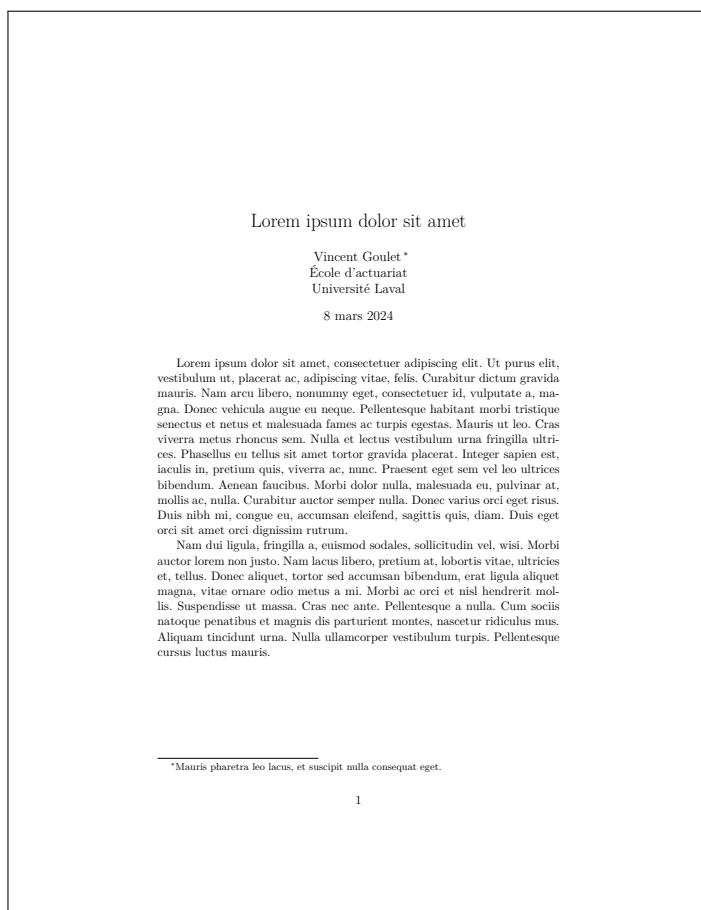 Lorem ipsum dolor sit amet
Vincent Goulet*
École d'actuariat
Université Laval
8 mars 2024
Lorem ipsum dolor sit amet, consectetuer adipiscing elit. Ut purus elit,
vestibulum ut, placerat ac, adipiscing vitae, felis. Curabitur dictum gravida
mauris. Nam arcu libero, nonummy eget, consectetuer id, vulputate a, ma-
gna. Donec vehicula augue eu neque. Pellentesque habitant morbi tristique
senectus et netus et malesuada fames ac turpis egestas. Mauris ut leo. Cras
viverra metus rhoncus sem. Nulla et lectus vestibulum urna fringilla ultri-
ces. Phasellus eu tellus sit amet tortor gravida placerat. Integer sapien est,
iaculis in, pretium quis, viverra ac, nunc. Praesent eget sem vel leo ultrices
bibendum. Aenean faucibus. Morbi dolor nulla, malesuada eu, pulvinar at,
mollis ac, nulla. Curabitur auctor semper nulla. Donec varius orci eget risus.
Duis nibh mi, congue eu, accumsan eleifend, sagittis quis, diam. Duis eget
orci sit amet orci dignissim rutrum.
Nam dui ligula, fringilla a, euismod sodales, sollicitudin vel, wisi. Morbi
auctor lorem non justo. Nam lacus libero, pretium at, lobortis vitae, ultricies
et, tellus. Donec aliquet, tortor sed accumsan bibendum, erat ligula aliquet
magna, vitae ornare odio metus a mi. Morbi ac orci et nisl hendrerit mol-
lis. Suspendisse ut massa. Cras nec ante. Pellentesque a nulla. Cum sociis
natoque penatibus et magnis dis parturient montes, nascetur ridiculus mus.
Aliquam tincidunt urna. Nulla ullamcorper vestibulum turpis. Pellentesque
cursus luctus mauris.
*Mauris pharetra leo lacus, et suscipit nulla consequat eget.
1